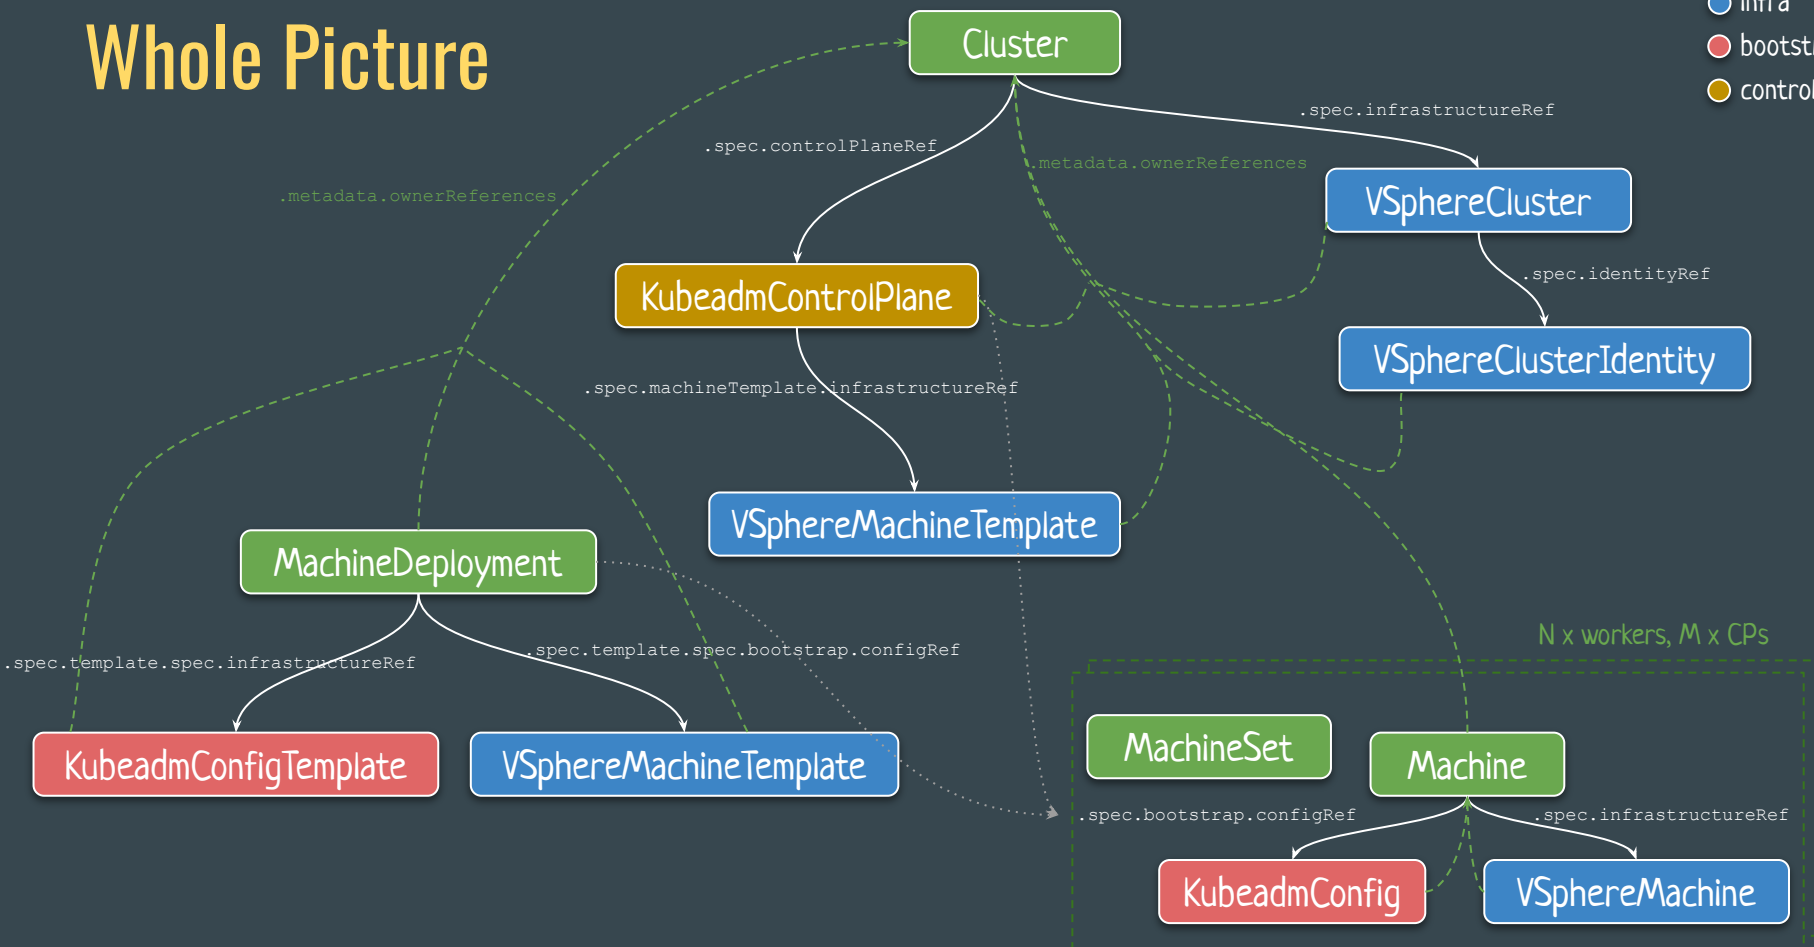 Whole Picture
Cluster
infra
.spec.infrastructureRef
.spec.controlPlaneRef
.metadata.ownerReferences
.metadata.ownerReferences
VSphereCluster
.spec.identityRef
KubeadmControlPlane
VSphereClusterIdentity
.spec.machineTemplate.infrastructureRef
VSphereMachineTemplate
MachineDeployment
N x workers, M x CPs
.spec.template.spec.infrastructureRef
.spec.template.spec.bootstrap.configRef
KubeadmConfigTemplate
VSphereMachineTemplate
MachineSet
Machine
.spec.bootstrap.configRef
.spec.infrastructureRef
KubeadmConfig
VSphereMachine